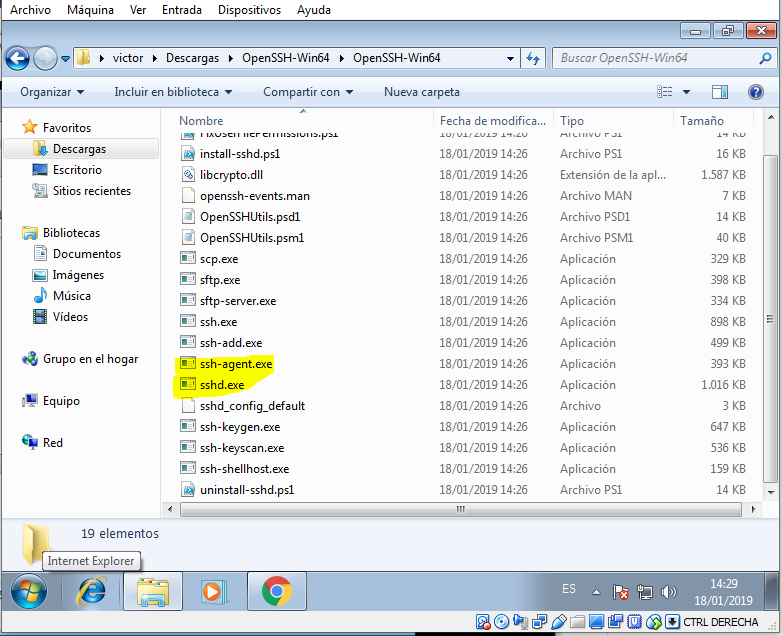 Archivo Máquina Ver Entrada Dispositivos Ayuda
victor Descargas OpenSSH-Win64 OpenSSH-Win64 Buscar OpenSSH-Win64
Organizar Incluir en biblioteca Compartir con Nueva carpeta
Nombre Fecha de modifica... Tipo Tamaño
Favoritos
Descargas
Escritorio
Sitios recientes
Bibliotecas
Documentos
Imágenes
Música
Vídeos
Grupo en el hogar
Equipo
Red
FixHostFilePermissions.ps1 18/01/2019 14:26 Archivo PS1 14 KB
install-sshd.ps1 18/01/2019 14:26 Archivo PS1 16 KB
libcrypto.dll 18/01/2019 14:26 Extensión de la apl... 1.587 KB
openssh-events.man 18/01/2019 14:26 Archivo MAN 7 KB
OpenSSHUtils.psd1 18/01/2019 14:26 Archivo PSD1 14 KB
OpenSSHUtils.psm1 18/01/2019 14:26 Archivo PSM1 40 KB
scp.exe 18/01/2019 14:26 Aplicación 329 KB
sftp.exe 18/01/2019 14:26 Aplicación 398 KB
sftp-server.exe 18/01/2019 14:26 Aplicación 334 KB
ssh.exe 18/01/2019 14:26 Aplicación 898 KB
ssh-add.exe 18/01/2019 14:26 Aplicación 499 KB
ssh-agent.exe 18/01/2019 14:26 Aplicación 393 KB
sshd.exe 18/01/2019 14:26 Aplicación 1.016 KB
sshd_config_default 18/01/2019 14:26 Archivo 3 KB
ssh-keygen.exe 18/01/2019 14:26 Aplicación 647 KB
ssh-keyscan.exe 18/01/2019 14:26 Aplicación 536 KB
ssh-shellhost.exe 18/01/2019 14:26 Aplicación 159 KB
uninstall-sshd.ps1 18/01/2019 14:26 Archivo PS1 14 KB
19 elementos
Internet Explorer
ES 14:29
18/01/2019
CTRL DERECHA